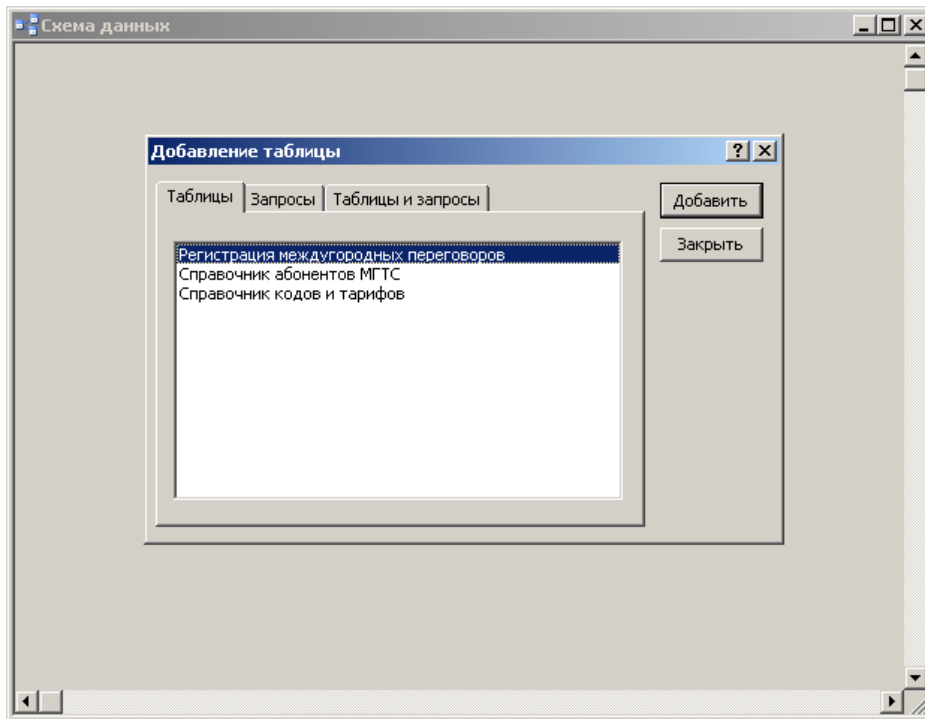 Схема данных
Добавление таблицы
Таблицы
Запросы
Таблицы и запросы
Добавить
Закрыть
Регистрация междугородных переговоров
Справочник абонентов МГТС
Справочник кодов и тарифов